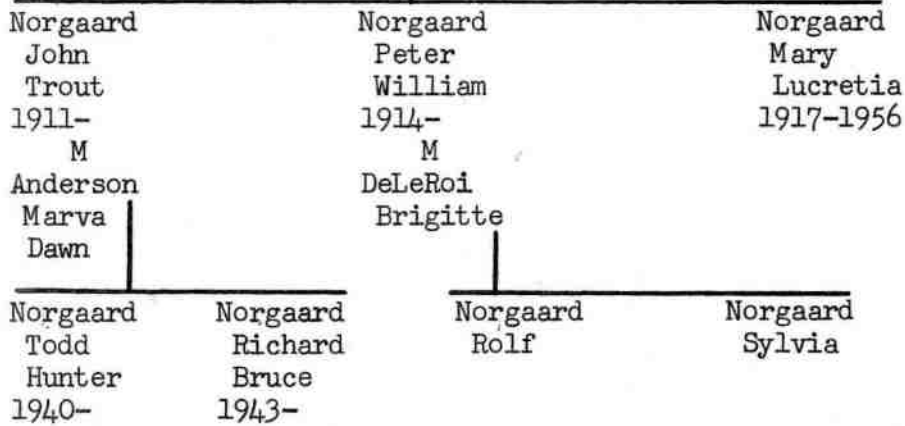 Norgaard
John
Trout
1911-
M
Anderson
Marva
Dawn
Norgaard
Peter
William
1914-
M
DeLeRoi
Brigitte
Norgaard
Mary
Lucretia
1917-1956
Norgaard
Todd
Hunter
1940-
Norgaard
Richard
Bruce
1943-
Norgaard
Rolf
Norgaard
Sylvia